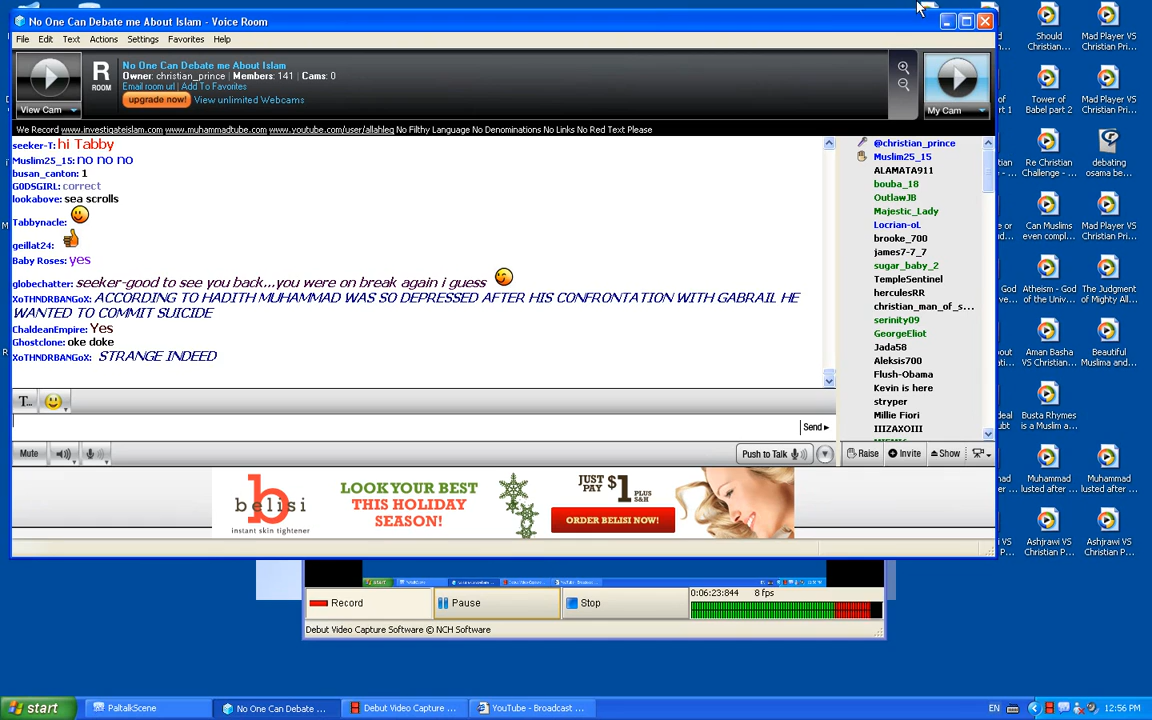 No One Can Debate me About Islam - Voice Room
File Edit Text Actions Settings Favorites Help
View Cam
R
ROOM
No One Can Debate me About Islam
Owner: christian_prince | Members: 141 | Cams: 0
Email room url | Add To Favorites
upgrade now! View unlimited Webcams
My Cam
We Record www.investigateislam.com www.muhammadtube.com www.youtube.com/user/allahleq No Filthy Language No Denominations No Links No Red Text Please
seeker-T: hi Tabby
Muslim25_15: no no no
busan_canton: 1
G0DSGIRL: correct
lookabove: sea scrolls
Tabbynacle:
geillat24:
Baby Roses: yes
globechatter: seeker-good to see you back...you were on break again i guess
XoTHNDRBANGoX: ACCORDING TO HADITH MUHAMMAD WAS SO DEPRESSED AFTER HIS CONFRONTATION WITH GABRAIL HE
WANTED TO COMMIT SUICIDE
ChaldeanEmpire: Yes
Ghostclone: oke doke
XoTHNDRBANGoX: STRANGE INDEED
@christian_prince
Muslim25_15
ALAMATA911
bouba_18
OutlawJB
Majestic_Lady
Locrian-oL
brooke_700
james7-7_7
sugar_baby_2
TempleSentinel
herculesRR
christian_man_of_s...
serinity09
GeorgeEliot
Jada58
Aleksis700
Flush-Obama
Kevin is here
stryper
Millie Fiori
IIIZAXOIII
T...
Send
Mute
Push to Talk
Raise Invite Show
b
belisi
instant skin tightener
LOOK YOUR BEST
THIS HOLIDAY
SEASON!
JUST
PAY $1 PLUS
S&H
ORDER BELISI NOW!
Record Pause Stop
0:06:23:844 8 fps
Debut Video Capture Software © NCH Software
Should
Christian...
Mad Player VS
Christian Pri...
of
art 1
Tower of
Babel part 2
Mad Player VS
Christian Pri...
Re Christian
Challenge - ...
debating
osama be...
Can Muslims
even compl...
Mad Player VS
Christian Pri...
Atheism - God
of the Univ...
The Judgment
of Mighty All...
Aman Basha
VS Christian...
Beautiful
Muslima and...
Busta Rhymes
is a Muslim a...
Muhammad
lusted after ...
Muhammad
lusted after ...
Ashjrawi VS
Christian P...
Ashjrawi VS
Christian P...
start
PaltalkScene
No One Can Debate ...
Debut Video Capture ...
YouTube - Broadcast ...
EN
12:56 PM